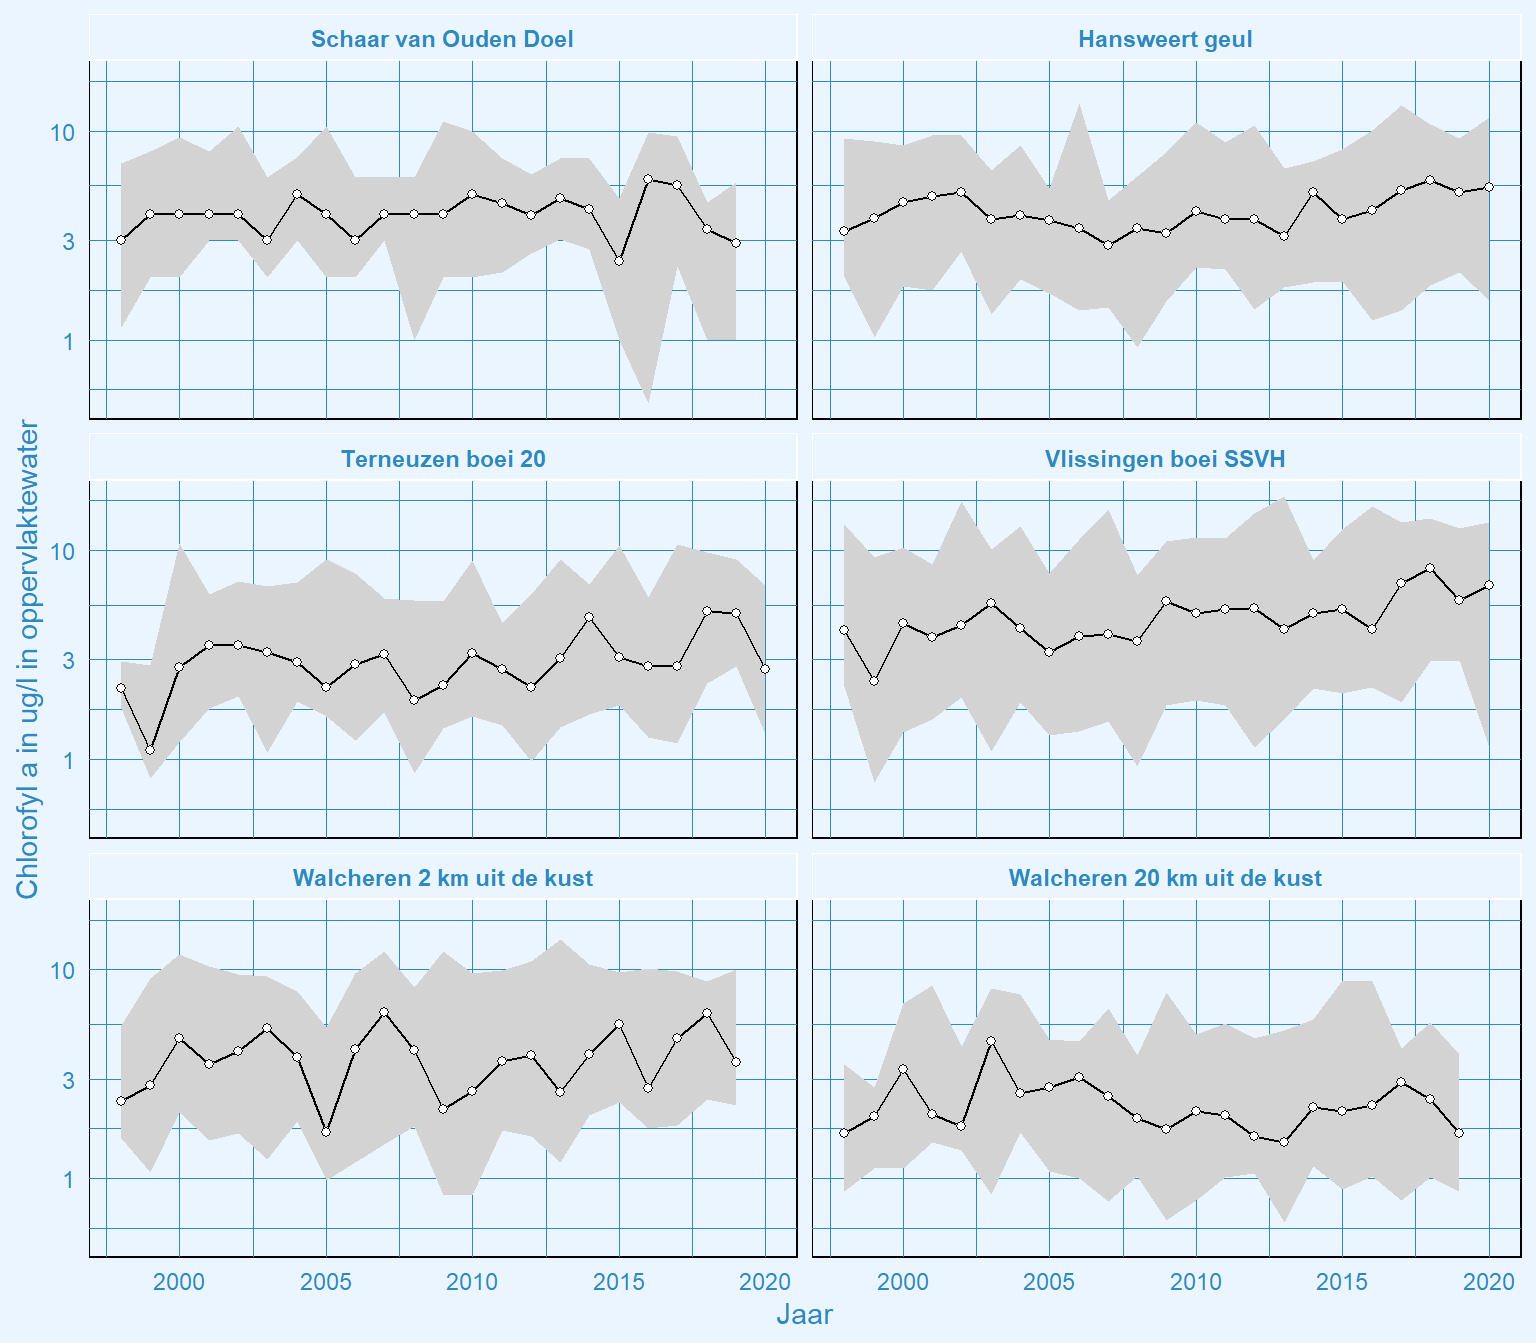 Schaar van Ouden Doel
Hansweert geul
10
3
1
Terneuzen boei 20
Vlissingen boei SSVH
10
3
1
Walcheren 2 km uit de kust
Walcheren 20 km uit de kust
10
3
1
2000 2005 2010 2015 2020
2000 2005 2010 2015 2020
Jaar
Chlorofyl a in ug/l in oppervlaktewater